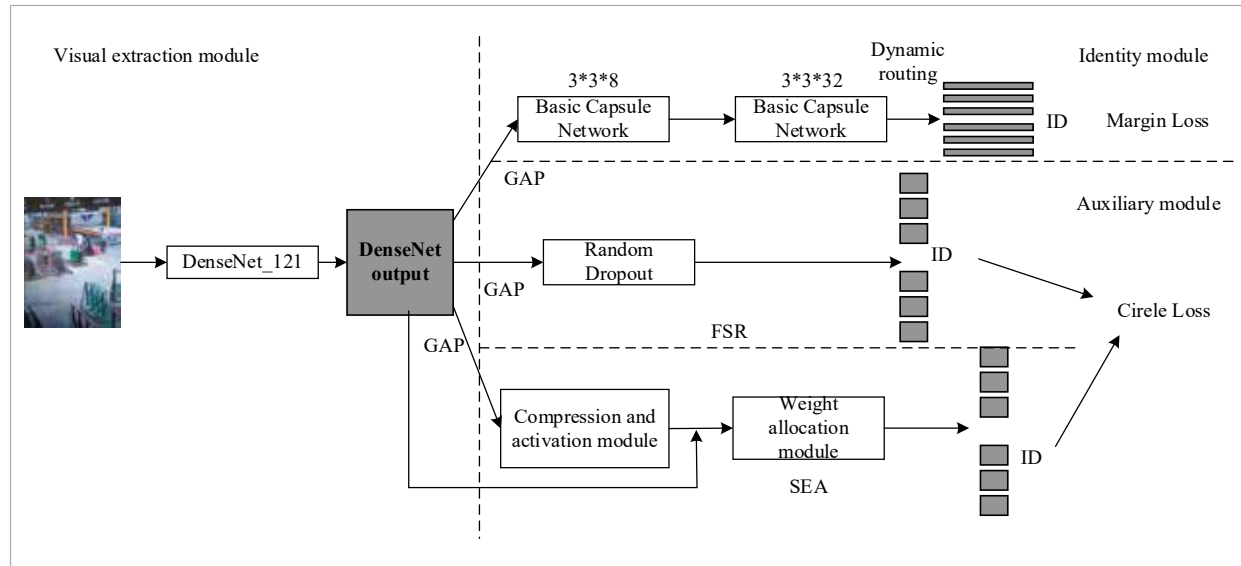 Visual extraction module
DenseNet_121
DenseNet
output
3*3*8
Basic Capsule
Network
3*3*32
Basic Capsule
Network
Dynamic
routing
ID
Identity module
Margin Loss
GAP
GAP
Random
Dropout
FSR
ID
Auxiliary module
Cirele Loss
GAP
Compression and
activation module
Weight
allocation
module
SEA
ID